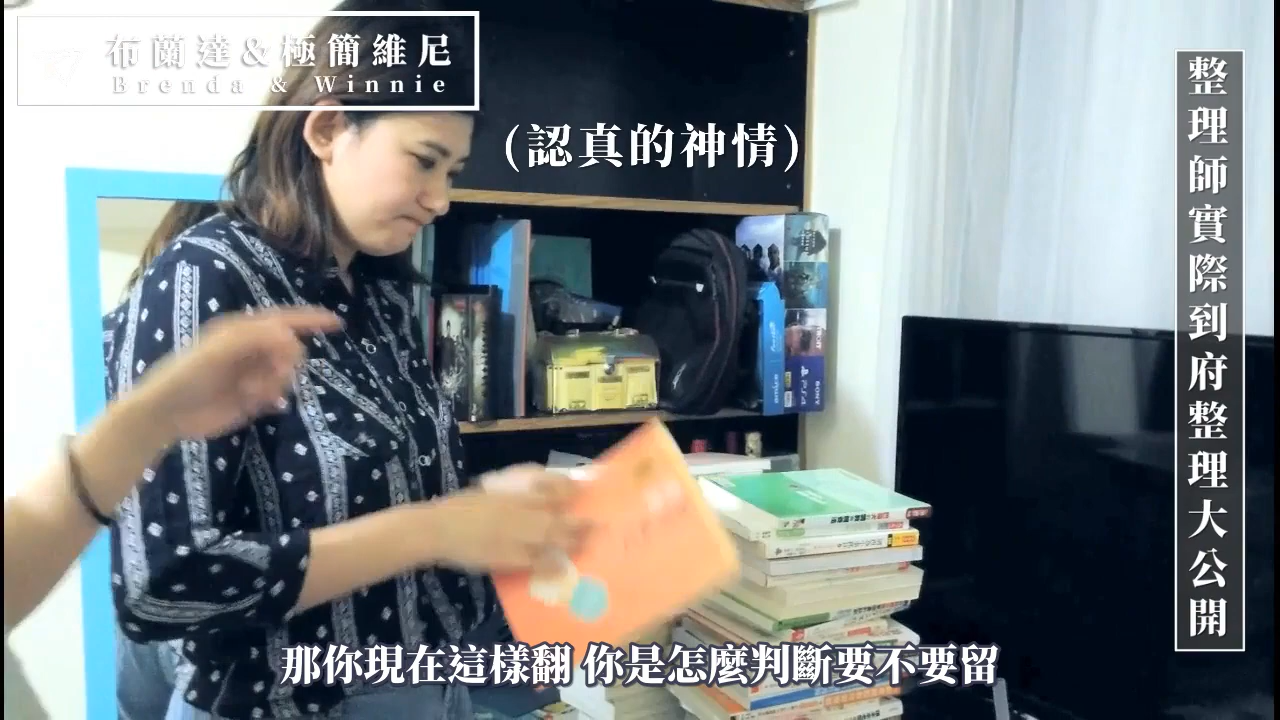 布蘭達&極簡維尼
Brenda & Winnie
(認真的神情)
整理師實際到府整理大公開
SONY
PS4
那你現在這樣翻 你是怎麼判斷要不要留